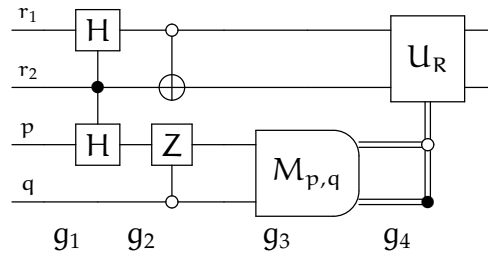 r₁ H
r₂ U_R
p H Z
q M_{p,q}
g₁ g₂ g₃ g₄